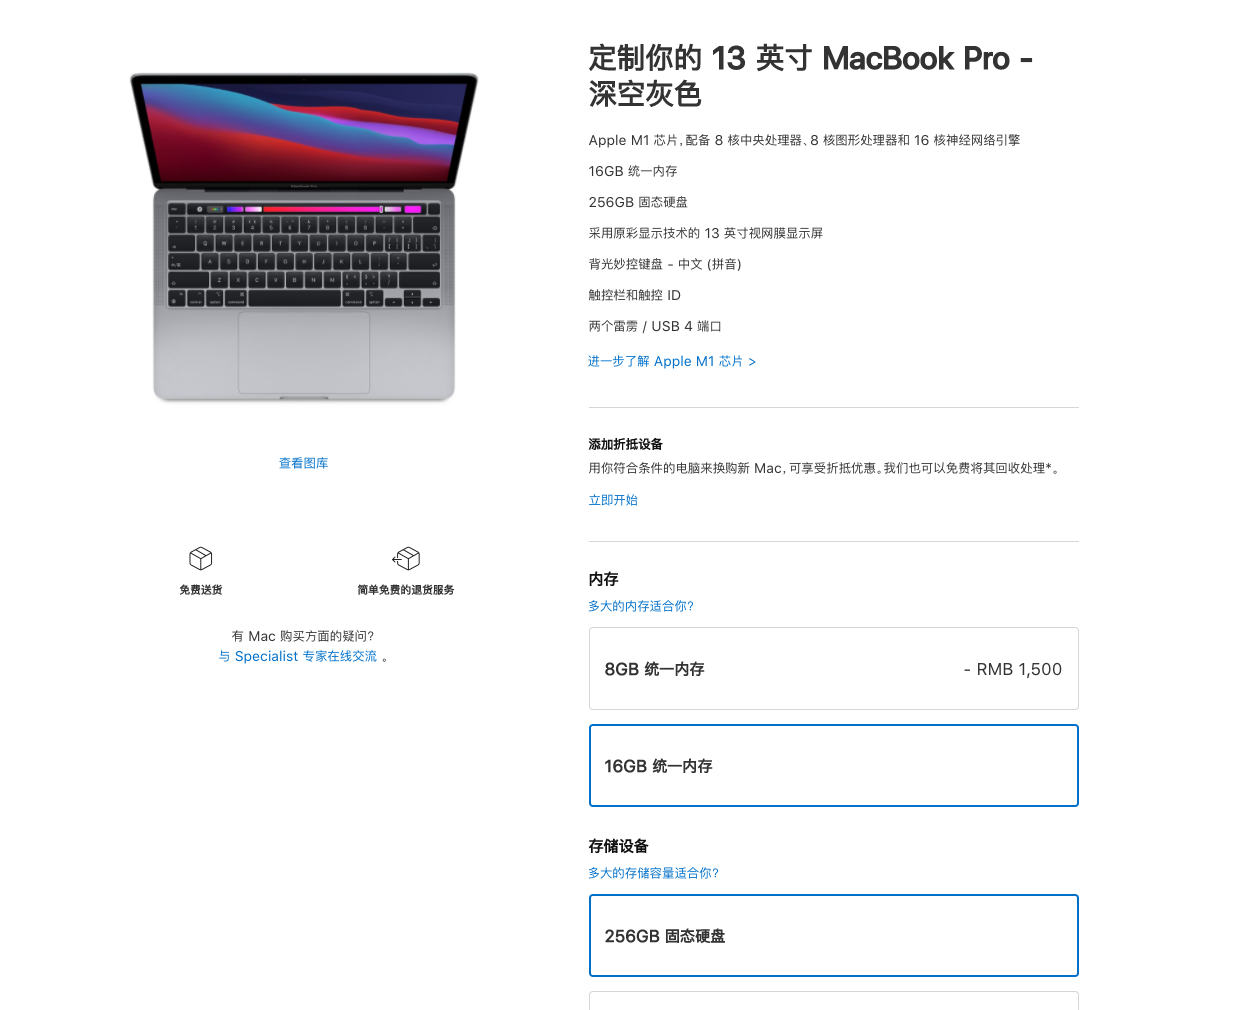 定制你的 13 英寸 MacBook Pro -
深空灰色
Apple M1 芯片，配备 8 核中央处理器、8 核图形处理器和 16 核神经网络引擎
16GB 统一内存
256GB 固态硬盘
采用原彩显示技术的 13 英寸视网膜显示屏
背光妙控键盘 - 中文 (拼音)
触控栏和触控 ID
两个雷雳 / USB 4 端口
进一步了解 Apple M1 芯片 >
查看图库
免费送货
简单免费的退货服务
有 Mac 购买方面的疑问？
与 Specialist 专家在线交流 。
添加折抵设备
用你符合条件的电脑来换购新 Mac，可享受折抵优惠。我们也可以免费将其回收处理*。
立即开始
内存
多大的内存适合你？
8GB 统一内存 - RMB 1,500
16GB 统一内存
存储设备
多大的存储容量适合你？
256GB 固态硬盘